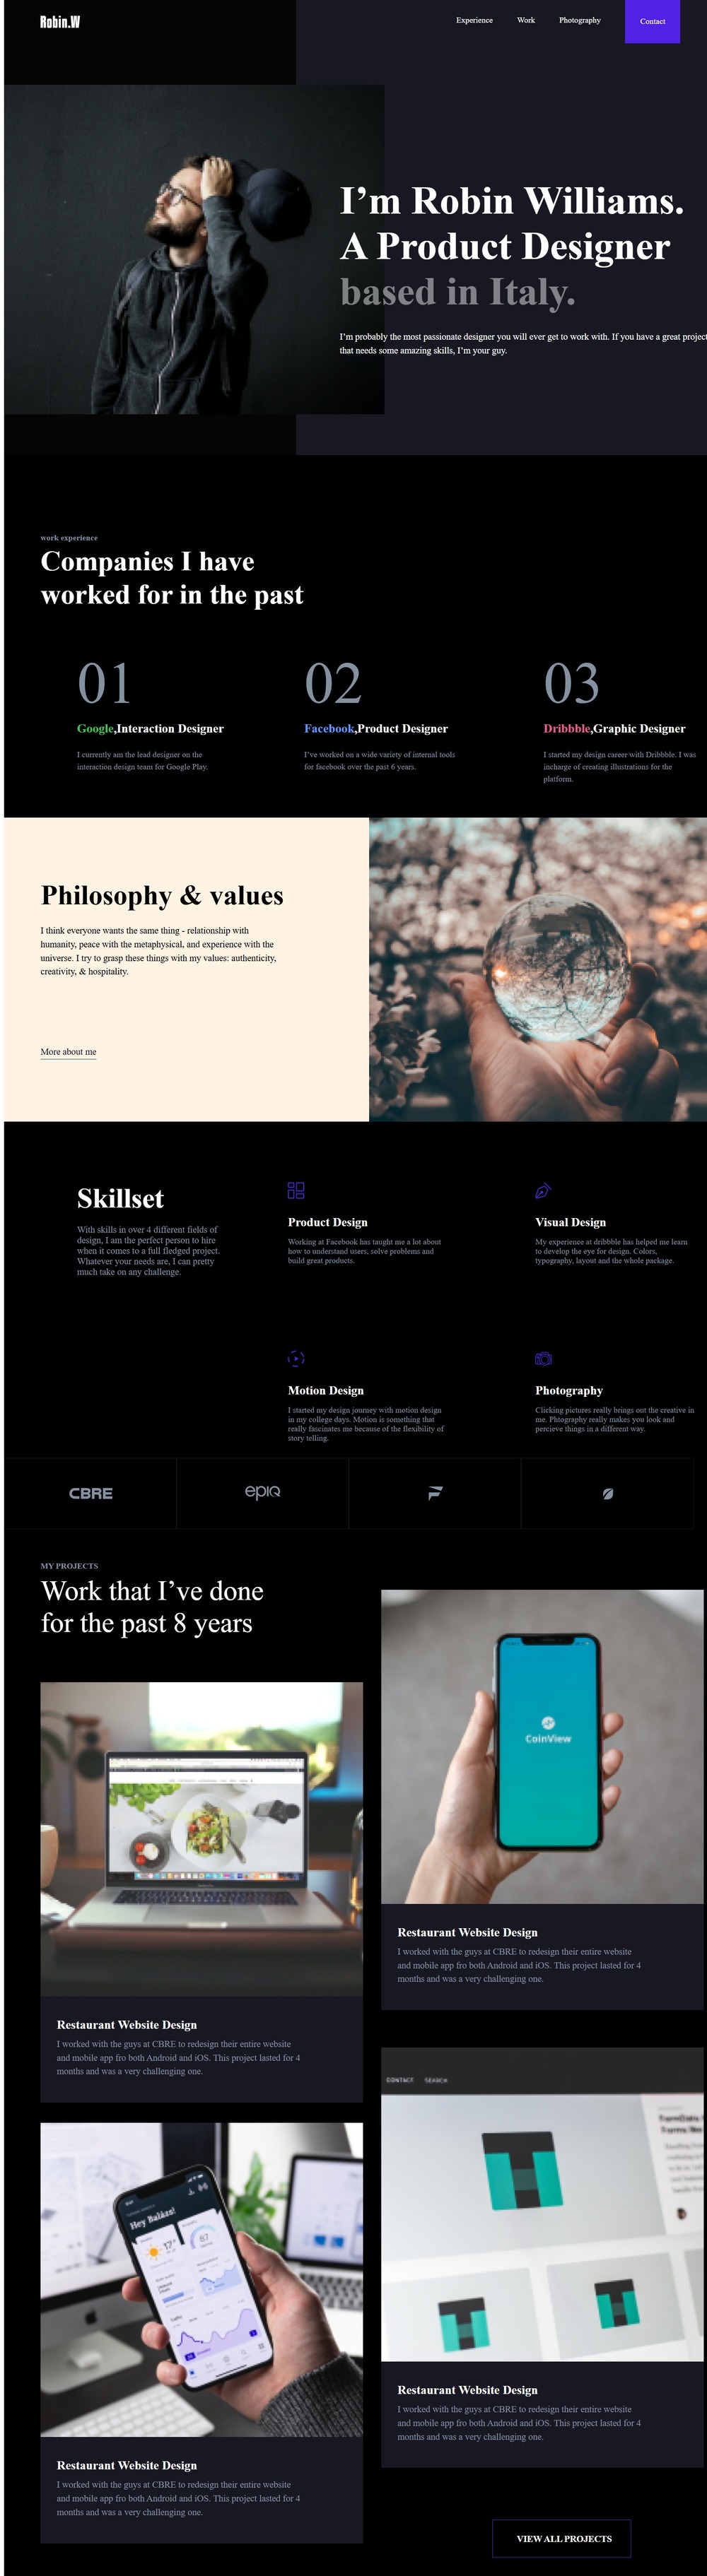 Robin.W
Experience
Work
Photography
Contact
I’m Robin Williams.
A Product Designer
based in Italy.
I’m probably the most passionate designer you will ever get to work with. If you have a great project
that needs some amazing skills, I’m your guy.
work experience
Companies I have
worked for in the past
01
Google,Interaction Designer
I currently am the lead designer on the
interaction design team for Google Play.
02
Facebook,Product Designer
I’ve worked on a wide variety of internal tools
for facebook over the past 6 years.
03
Dribbble,Graphic Designer
I started my design career with Dribbble. I was
incharge of creating illustrations for the
platform.
Philosophy & values
I think everyone wants the same thing - relationship with
humanity, peace with the metaphysical, and experience with the
universe. I try to grasp these things with my values: authenticity,
creativity, & hospitality.
More about me
Skillset
With skills in over 4 different fields of
design, I am the perfect person to hire
when it comes to a full fledged project.
Whatever your needs are, I can pretty
much take on any challenge.
Product Design
Working at Facebook has taught me a lot about
how to understand users, solve problems and
build great products.
Visual Design
My experience at dribbble has helped me learn
to develop the eye for design. Colors,
typography, layout and the whole package.
Motion Design
I started my design journey with motion design
in my college days. Motion is something that
really fascinates me because of the flexibility of
story telling.
Photography
Clicking pictures really brings out the creative in
me. Phtography really makes you look and
percieve things in a different way.
CBRE
epiq
MY PROJECTS
Work that I’ve done
for the past 8 years
CoinView
Restaurant Website Design
I worked with the guys at CBRE to redesign their entire website
and mobile app fro both Android and iOS. This project lasted for 4
months and was a very challenging one.
Restaurant Website Design
I worked with the guys at CBRE to redesign their entire website
and mobile app fro both Android and iOS. This project lasted for 4
months and was a very challenging one.
CONTACT
SEARCH
Hey Balázs!
17°
Restaurant Website Design
I worked with the guys at CBRE to redesign their entire website
and mobile app fro both Android and iOS. This project lasted for 4
months and was a very challenging one.
Restaurant Website Design
I worked with the guys at CBRE to redesign their entire website
and mobile app fro both Android and iOS. This project lasted for 4
months and was a very challenging one.
VIEW ALL PROJECTS